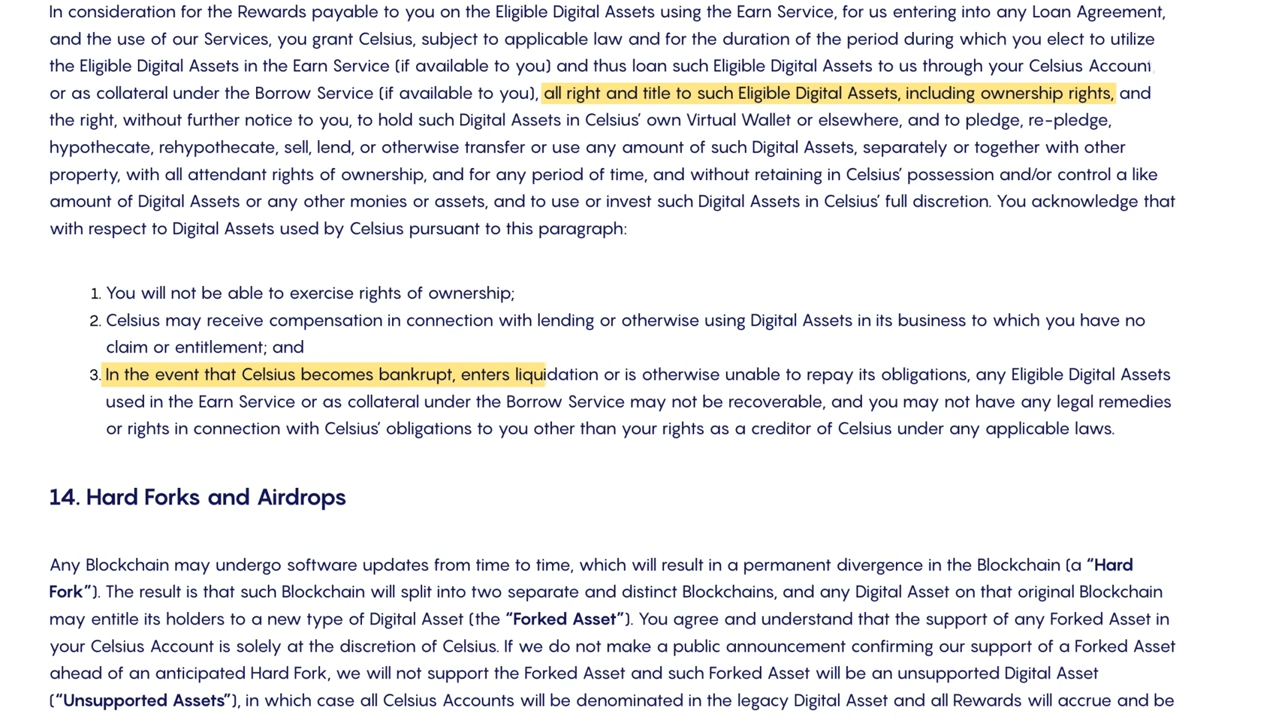 In consideration for the Rewards payable to you on the Eligible Digital Assets using the Earn Service, for us entering into any Loan Agreement,
and the use of our Services, you grant Celsius, subject to applicable law and for the duration of the period during which you elect to utilize
the Eligible Digital Assets in the Earn Service (if available to you) and thus loan such Eligible Digital Assets to us through your Celsius Account
or as collateral under the Borrow Service (if available to you), all right and title to such Eligible Digital Assets, including ownership rights, and
the right, without further notice to you, to hold such Digital Assets in Celsius’ own Virtual Wallet or elsewhere, and to pledge, re-pledge,
hypothecate, rehypothecate, sell, lend, or otherwise transfer or use any amount of such Digital Assets, separately or together with other
property, with all attendant rights of ownership, and for any period of time, and without retaining in Celsius’ possession and/or control a like
amount of Digital Assets or any other monies or assets, and to use or invest such Digital Assets in Celsius’ full discretion. You acknowledge that
with respect to Digital Assets used by Celsius pursuant to this paragraph:
1. You will not be able to exercise rights of ownership;
2. Celsius may receive compensation in connection with lending or otherwise using Digital Assets in its business to which you have no
claim or entitlement; and
3. In the event that Celsius becomes bankrupt, enters liquidation or is otherwise unable to repay its obligations, any Eligible Digital Assets
used in the Earn Service or as collateral under the Borrow Service may not be recoverable, and you may not have any legal remedies
or rights in connection with Celsius’ obligations to you other than your rights as a creditor of Celsius under any applicable laws.
14. Hard Forks and Airdrops
Any Blockchain may undergo software updates from time to time, which will result in a permanent divergence in the Blockchain (a “Hard
Fork”). The result is that such Blockchain will split into two separate and distinct Blockchains, and any Digital Asset on that original Blockchain
may entitle its holders to a new type of Digital Asset (the “Forked Asset”). You agree and understand that the support of any Forked Asset in
your Celsius Account is solely at the discretion of Celsius. If we do not make a public announcement confirming our support of a Forked Asset
ahead of an anticipated Hard Fork, we will not support the Forked Asset and such Forked Asset will be an unsupported Digital Asset
(“Unsupported Assets”), in which case all Celsius Accounts will be denominated in the legacy Digital Asset and all Rewards will accrue and be